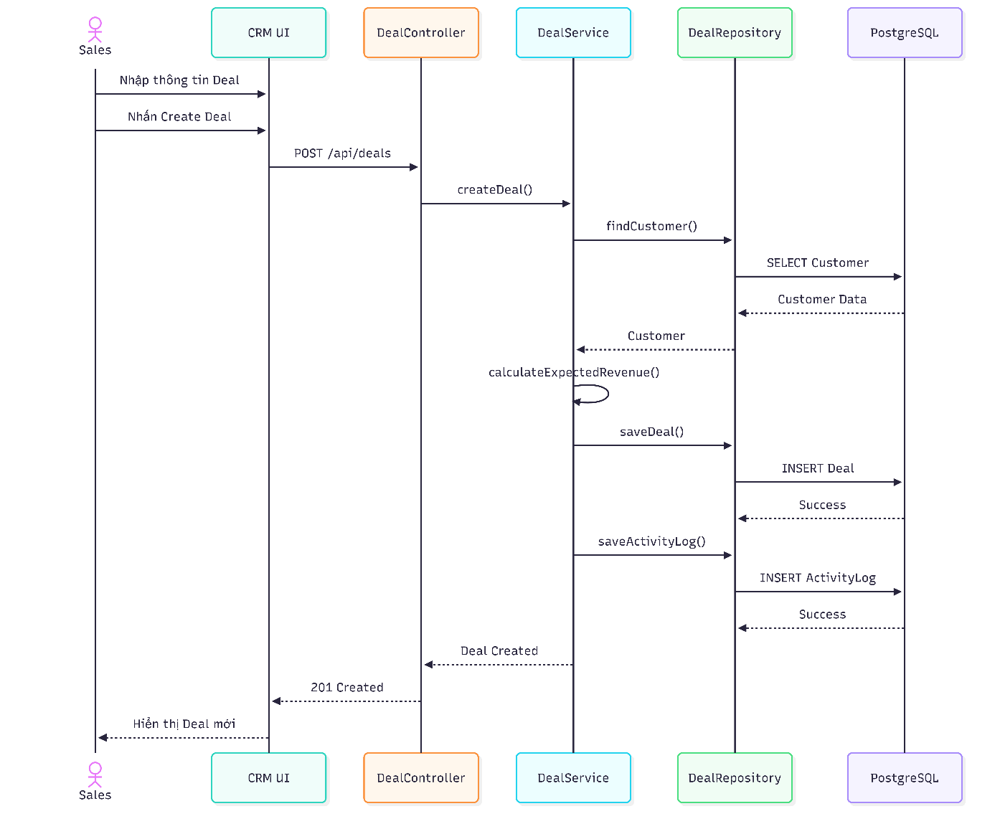 Sales
CRM UI
DealController
DealService
DealRepository
PostgreSQL
Nhập thông tin Deal
Nhấn Create Deal
POST /api/deals
createDeal()
findCustomer()
SELECT Customer
Customer Data
Customer
calculateExpectedRevenue()
saveDeal()
INSERT Deal
Success
saveActivityLog()
INSERT ActivityLog
Success
Deal Created
201 Created
Hiển thị Deal mới
Sales
CRM UI
DealController
DealService
DealRepository
PostgreSQL